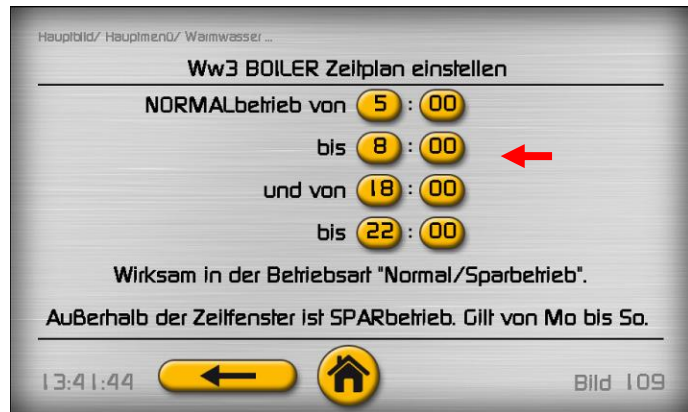 Hauptbild/ Hauptmenü/ Warmwasser...
Ww3 BOILER Zeitplan einstellen
NORMALbetrieb von 5 : 00
bis 8 : 00
und von 18 : 00
bis 22 : 00
Wirksam in der Betriebsart "Normal/Sparbetrieb".
Außerhalb der Zeitfenster ist SPARbetrieb. Gilt von Mo bis So.
13:41:44 Bild 109